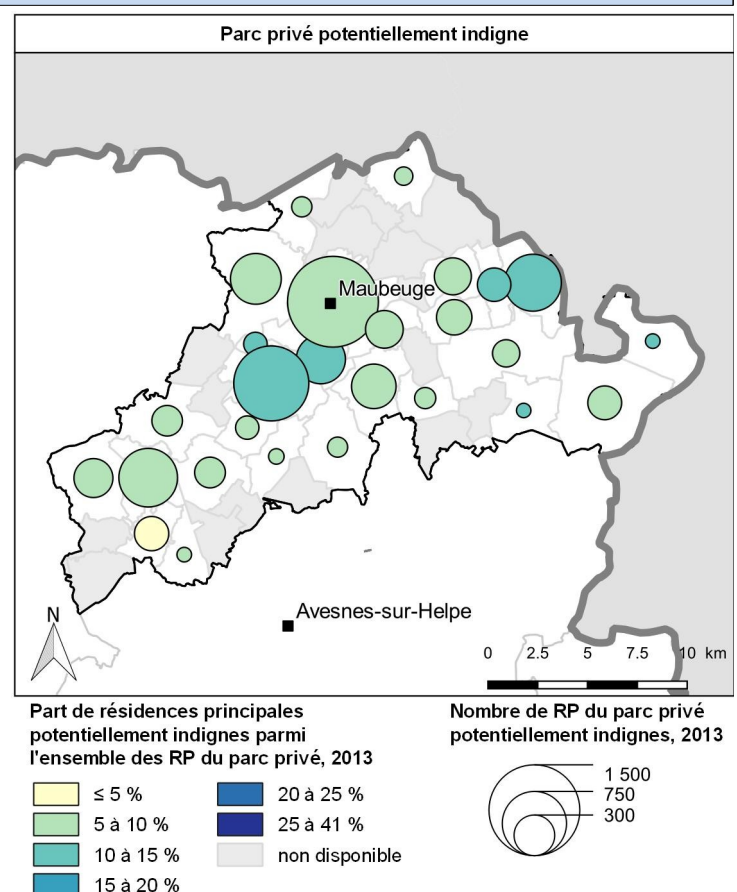 Parc privé potentiellement indigne
Maubeuge
Avesnes-sur-Helpe
N
0 2.5 5 7.5 10 km
Part de résidences principales
potentiellement indignes parmi
l'ensemble des RP du parc privé, 2013
≤ 5 %
5 à 10 %
10 à 15 %
15 à 20 %
20 à 25 %
25 à 41 %
non disponible
Nombre de RP du parc privé
potentiellement indignes, 2013
1 500
750
300